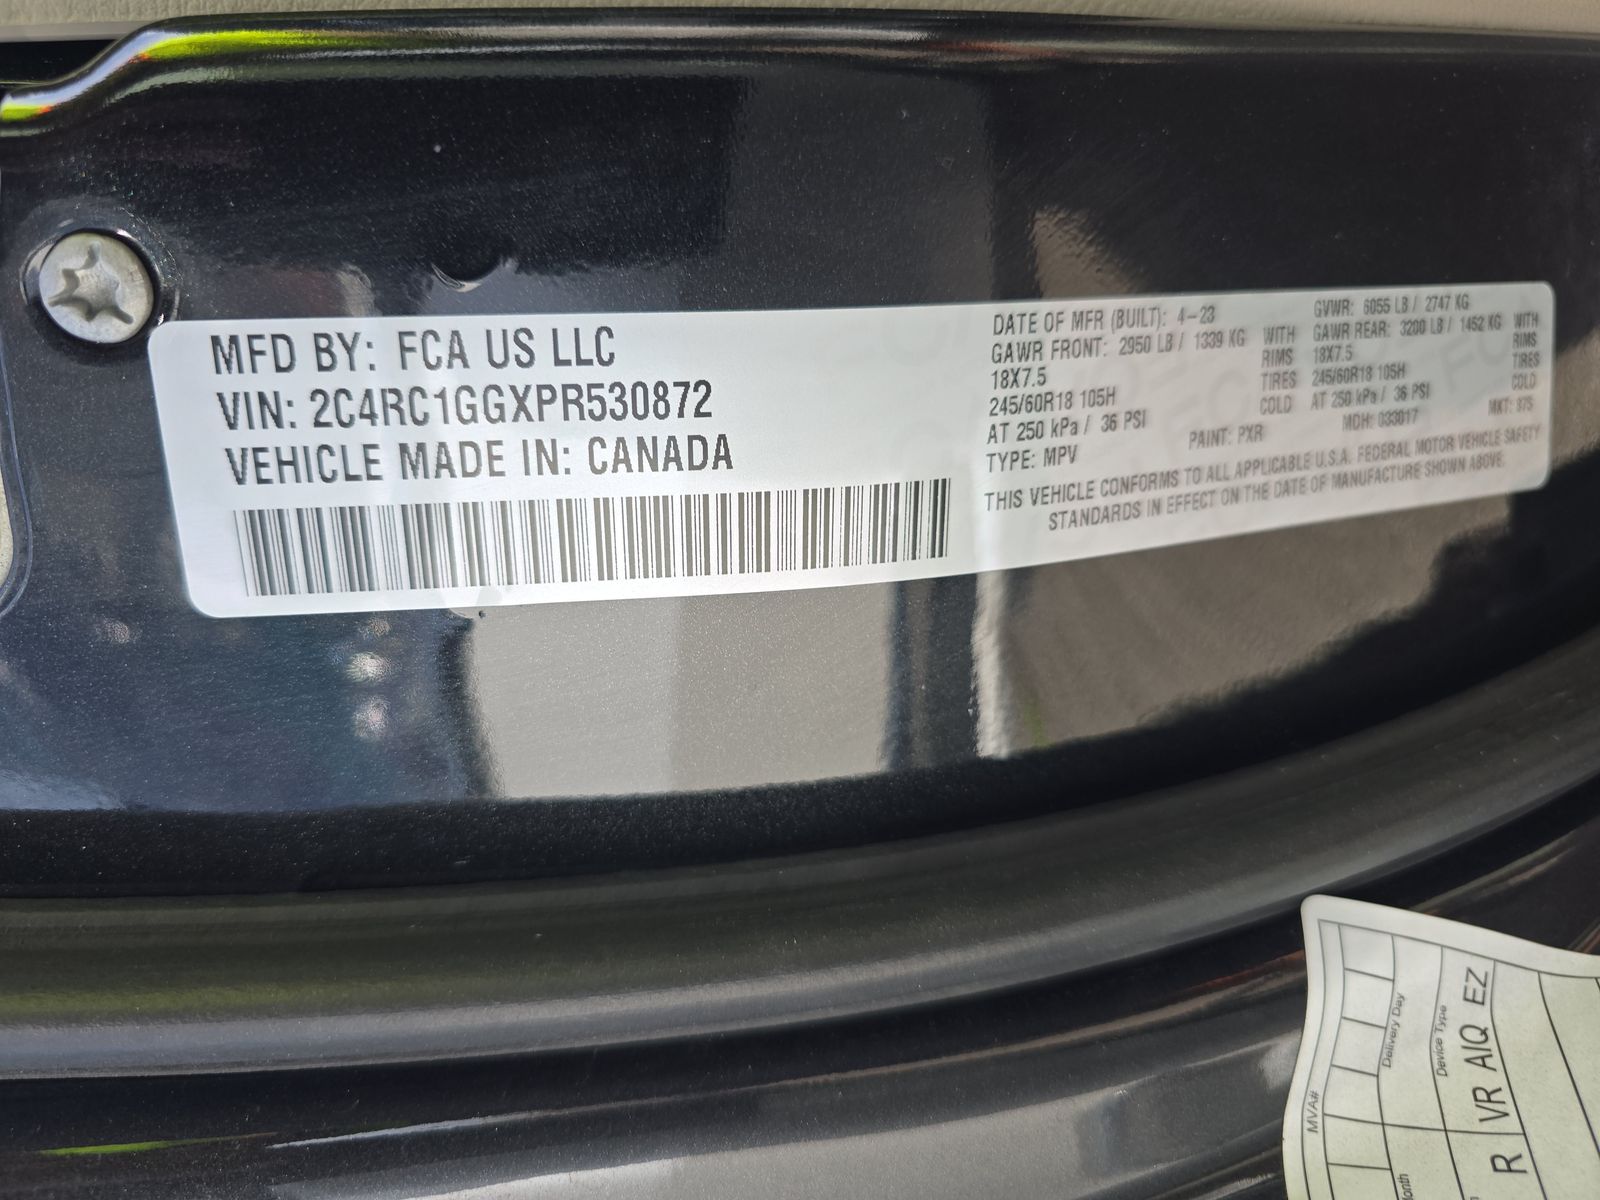 MFD BY: FCA US LLC
VIN: 2C4RC1GGXPR530872
VEHICLE MADE IN: CANADA
DATE OF MFR (BUILT): 4-23
GAWR FRONT: 2950 LB / 1339 KG WITH
18X7.5 RIMS
245/60R18 105H TIRES
AT 250 kPa / 36 PSI COLD
TYPE: MPV
GVWR: 6055 LB / 2747 KG
GAWR REAR: 3200 LB / 1452 KG WITH
18X7.5 RIMS
245/60R18 105H TIRES
AT 250 kPa / 36 PSI COLD
PAINT: PXR MDH: 033017 MKT:
THIS VEHICLE CONFORMS TO ALL APPLICABLE U.S.A. FEDERAL MOTOR VEHICLE SAFETY
STANDARDS IN EFFECT ON THE DATE OF MANUFACTURE SHOWN ABOVE.
MVA#
Delivery Day
Device Type
R VR AIQ EZ